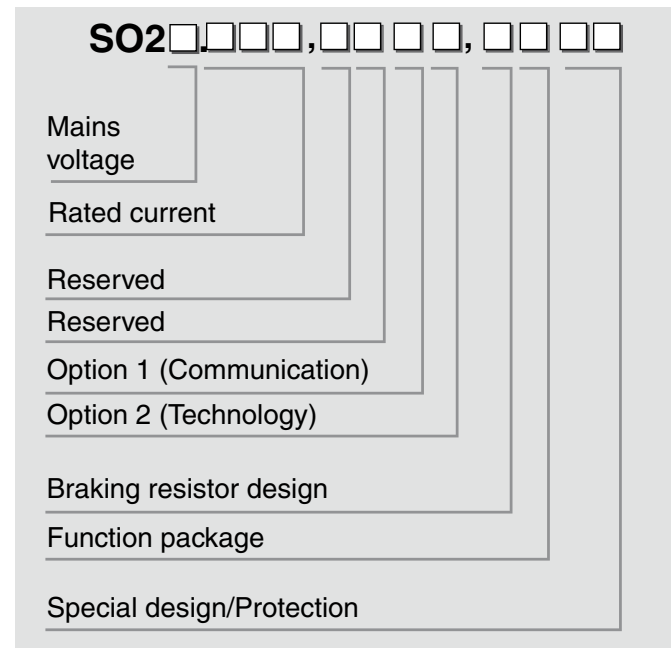 SO2□.□□□,□□□□,□□□□
Mains
voltage
Rated current
Reserved
Reserved
Option 1 (Communication)
Option 2 (Technology)
Braking resistor design
Function package
Special design/Protection